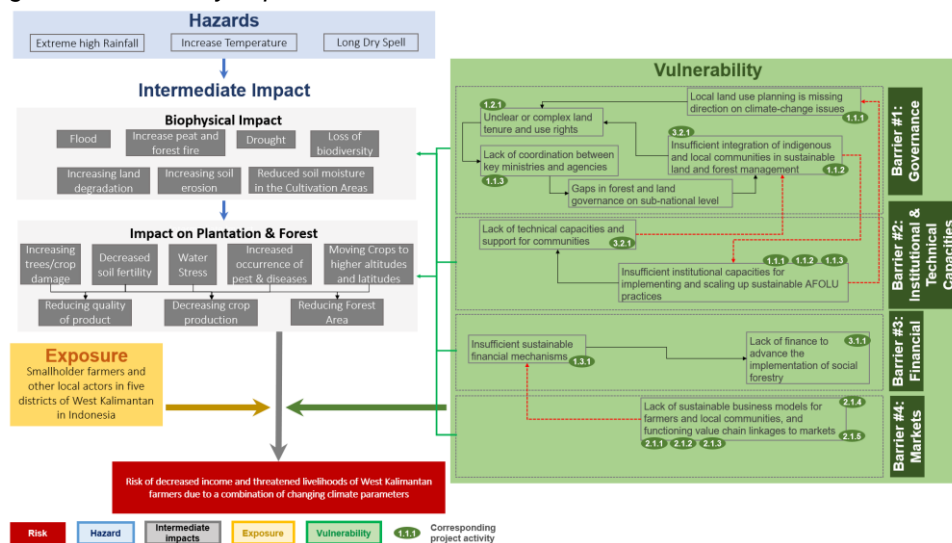 Hazards
Extreme high Rainfall
Increase Temperature
Long Dry Spell
Intermediate Impact
Biophysical Impact
Flood
Increase peat and
forest fire
Drought
Loss of
biodiversity
Increasing land
degradation
Increasing soil
erosion
Reduced soil moisture
in the Cultivation Areas
Impact on Plantation & Forest
Increasing
trees/crop
damage
Decreased
soil fertility
Water
Stress
Increased
occurrence of
pest & diseases
Moving Crops to
higher altitudes
and latitudes
Reducing quality
of product
Decreasing crop
production
Reducing Forest
Area
Exposure
Smallholder farmers and
other local actors in five
districts of West Kalimantan
in Indonesia
Risk of decreased income and threatened livelihoods of West Kalimantan
farmers due to a combination of changing climate parameters
Vulnerability
Local land use planning is missing
direction on climate-change issues
1.1.1
1.2.1
Unclear or complex land
tenure and use rights
3.2.1
Insufficient integration of indigenous
and local communities in sustainable
land and forest management
1.1.2
Lack of coordination between
key ministries and agencies
1.1.3
Gaps in forest and land
governance on sub-national level
Barrier #1:
Governance
Lack of technical capacities and
support for communities
3.2.1
1.1.1 1.1.2 1.1.3
Insufficient institutional capacities for
implementing and scaling up sustainable AFOLU
practices
Barrier #2:
Institutional &
Technical
Capacities
Insufficient sustainable
financial mechanisms
1.3.1
Lack of finance to
advance the
implementation of social
forestry
3.1.1
Barrier #3:
Financial
Lack of sustainable business models for
farmers and local communities, and
functioning value chain linkages to markets
2.1.4
2.1.5
2.1.1 2.1.2 2.1.3
Barrier #4:
Markets
Risk
Hazard
Intermediate
impacts
Exposure
Vulnerability
1.1.1
Corresponding
project activity